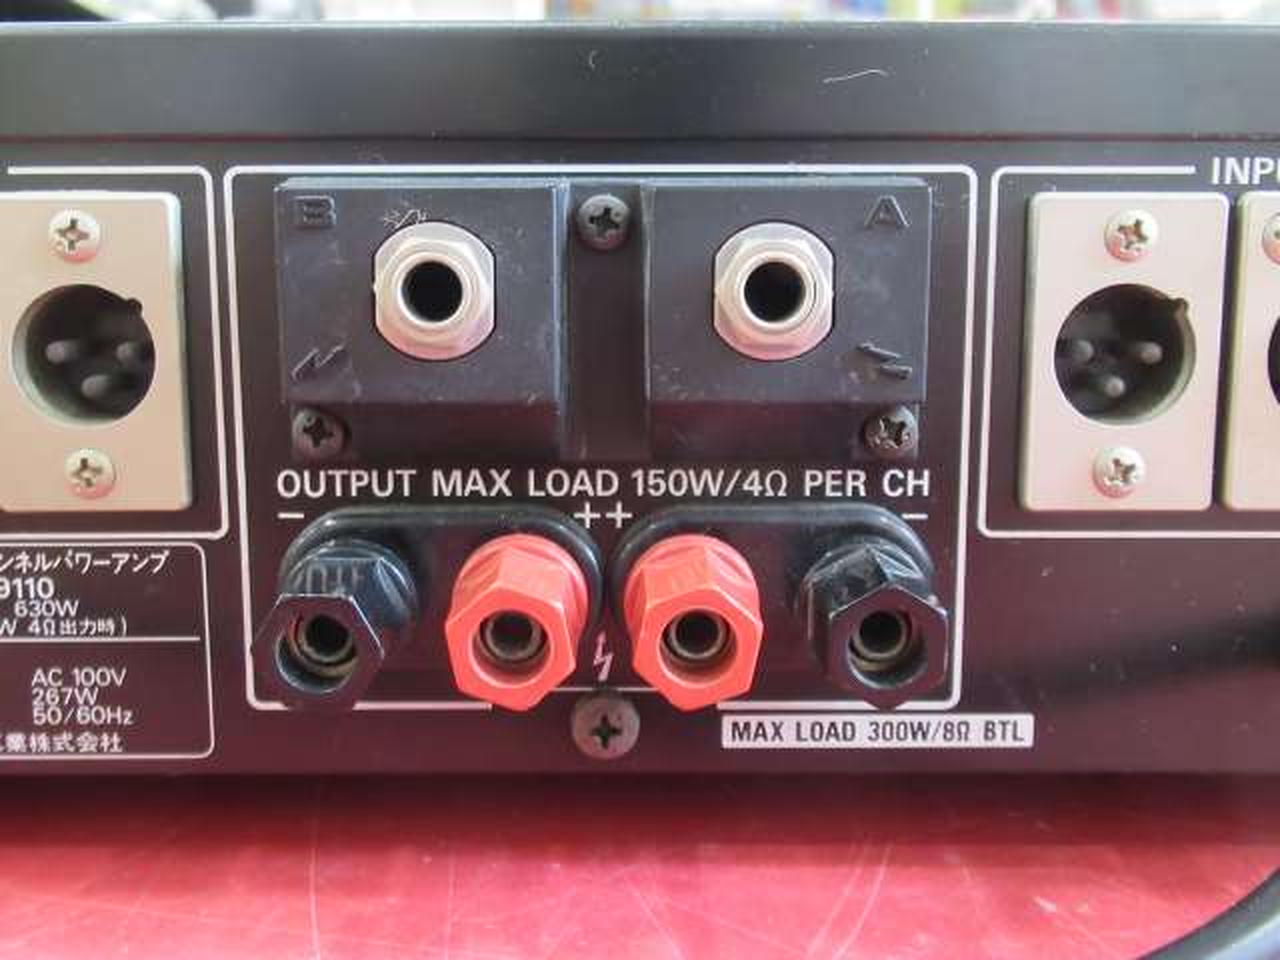 INPU
B
A
OUTPUT MAX LOAD 150W/4Ω PER CH
− ++ −
MAX LOAD 300W/8Ω BTL
ンネルパワーアンプ
9110
630W
W 4Ω出力時)
AC 100V
267W
50/60Hz
業株式会社